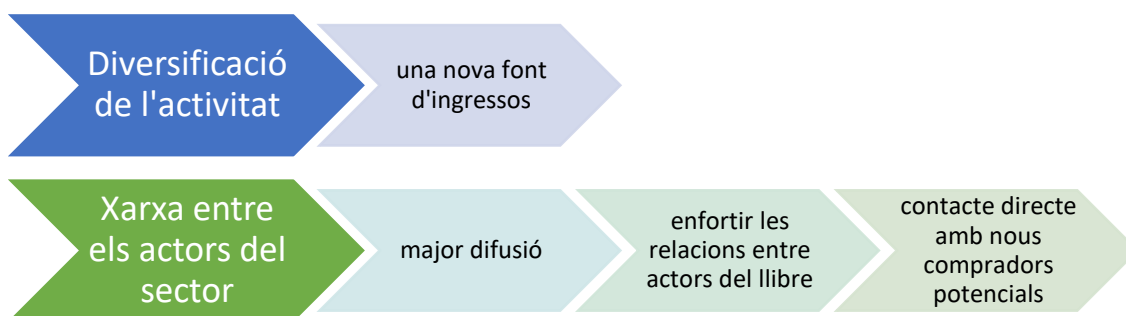 Diversificació
de l'activitat
una nova font
d'ingressos
Xarxa entre
els actors del
sector
major difusió
enfortir les
relacions entre
actors del llibre
contacte directe
amb nous
compradors
potencials